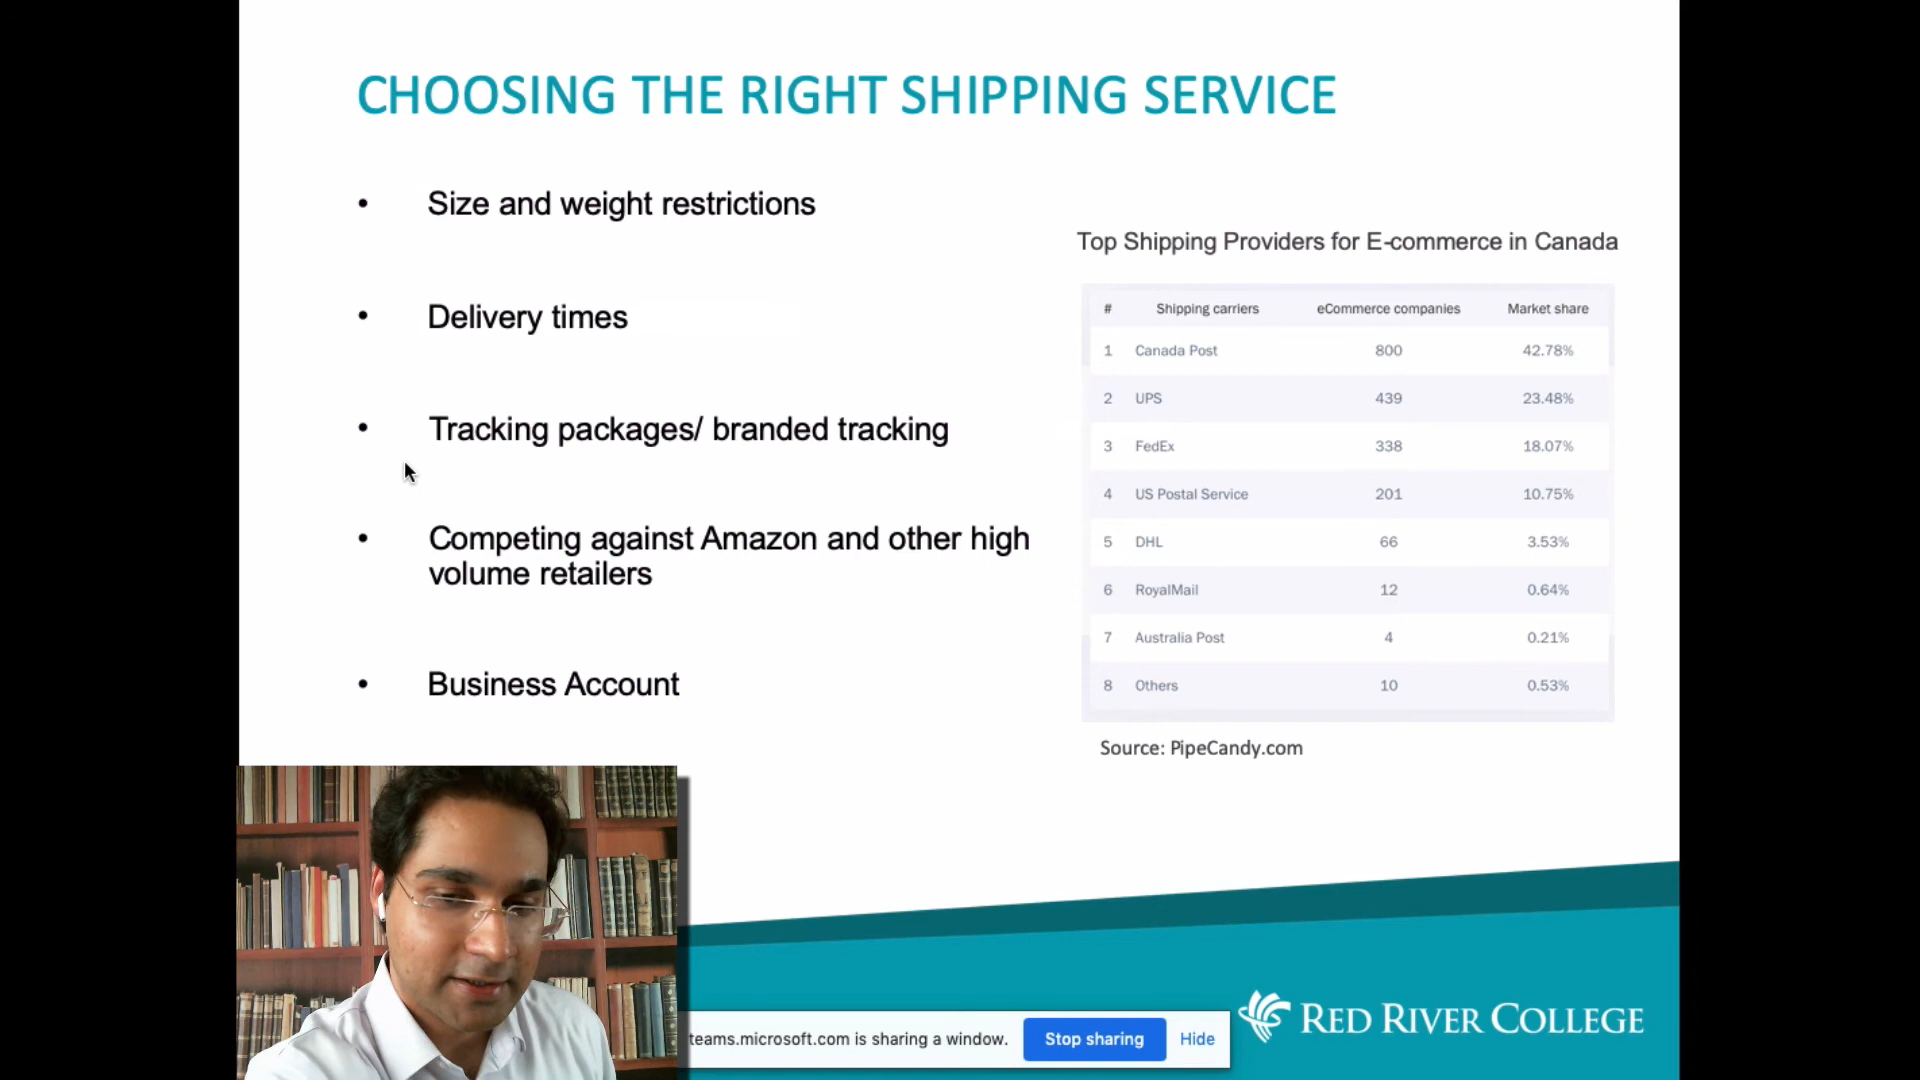 CHOOSING THE RIGHT SHIPPING SERVICE
• Size and weight restrictions
• Delivery times
• Tracking packages/ branded tracking
• Competing against Amazon and other high
volume retailers
• Business Account
Top Shipping Providers for E-commerce in Canada
# Shipping carriers eCommerce companies Market share
1 Canada Post 800 42.78%
2 UPS 439 23.48%
3 FedEx 338 18.07%
4 US Postal Service 201 10.75%
5 DHL 66 3.53%
6 RoyalMail 12 0.64%
7 Australia Post 4 0.21%
8 Others 10 0.53%
Source: PipeCandy.com
teams.microsoft.com is sharing a window. Stop sharing Hide
RED RIVER COLLEGE